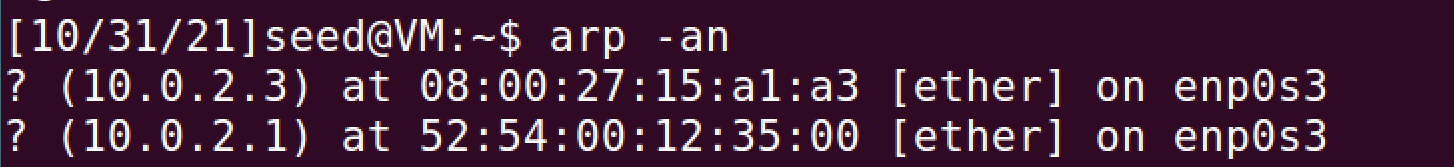 [10/31/21]seed@VM:~$ arp -an
? (10.0.2.3) at 08:00:27:15:a1:a3 [ether] on enp0s3
? (10.0.2.1) at 52:54:00:12:35:00 [ether] on enp0s3